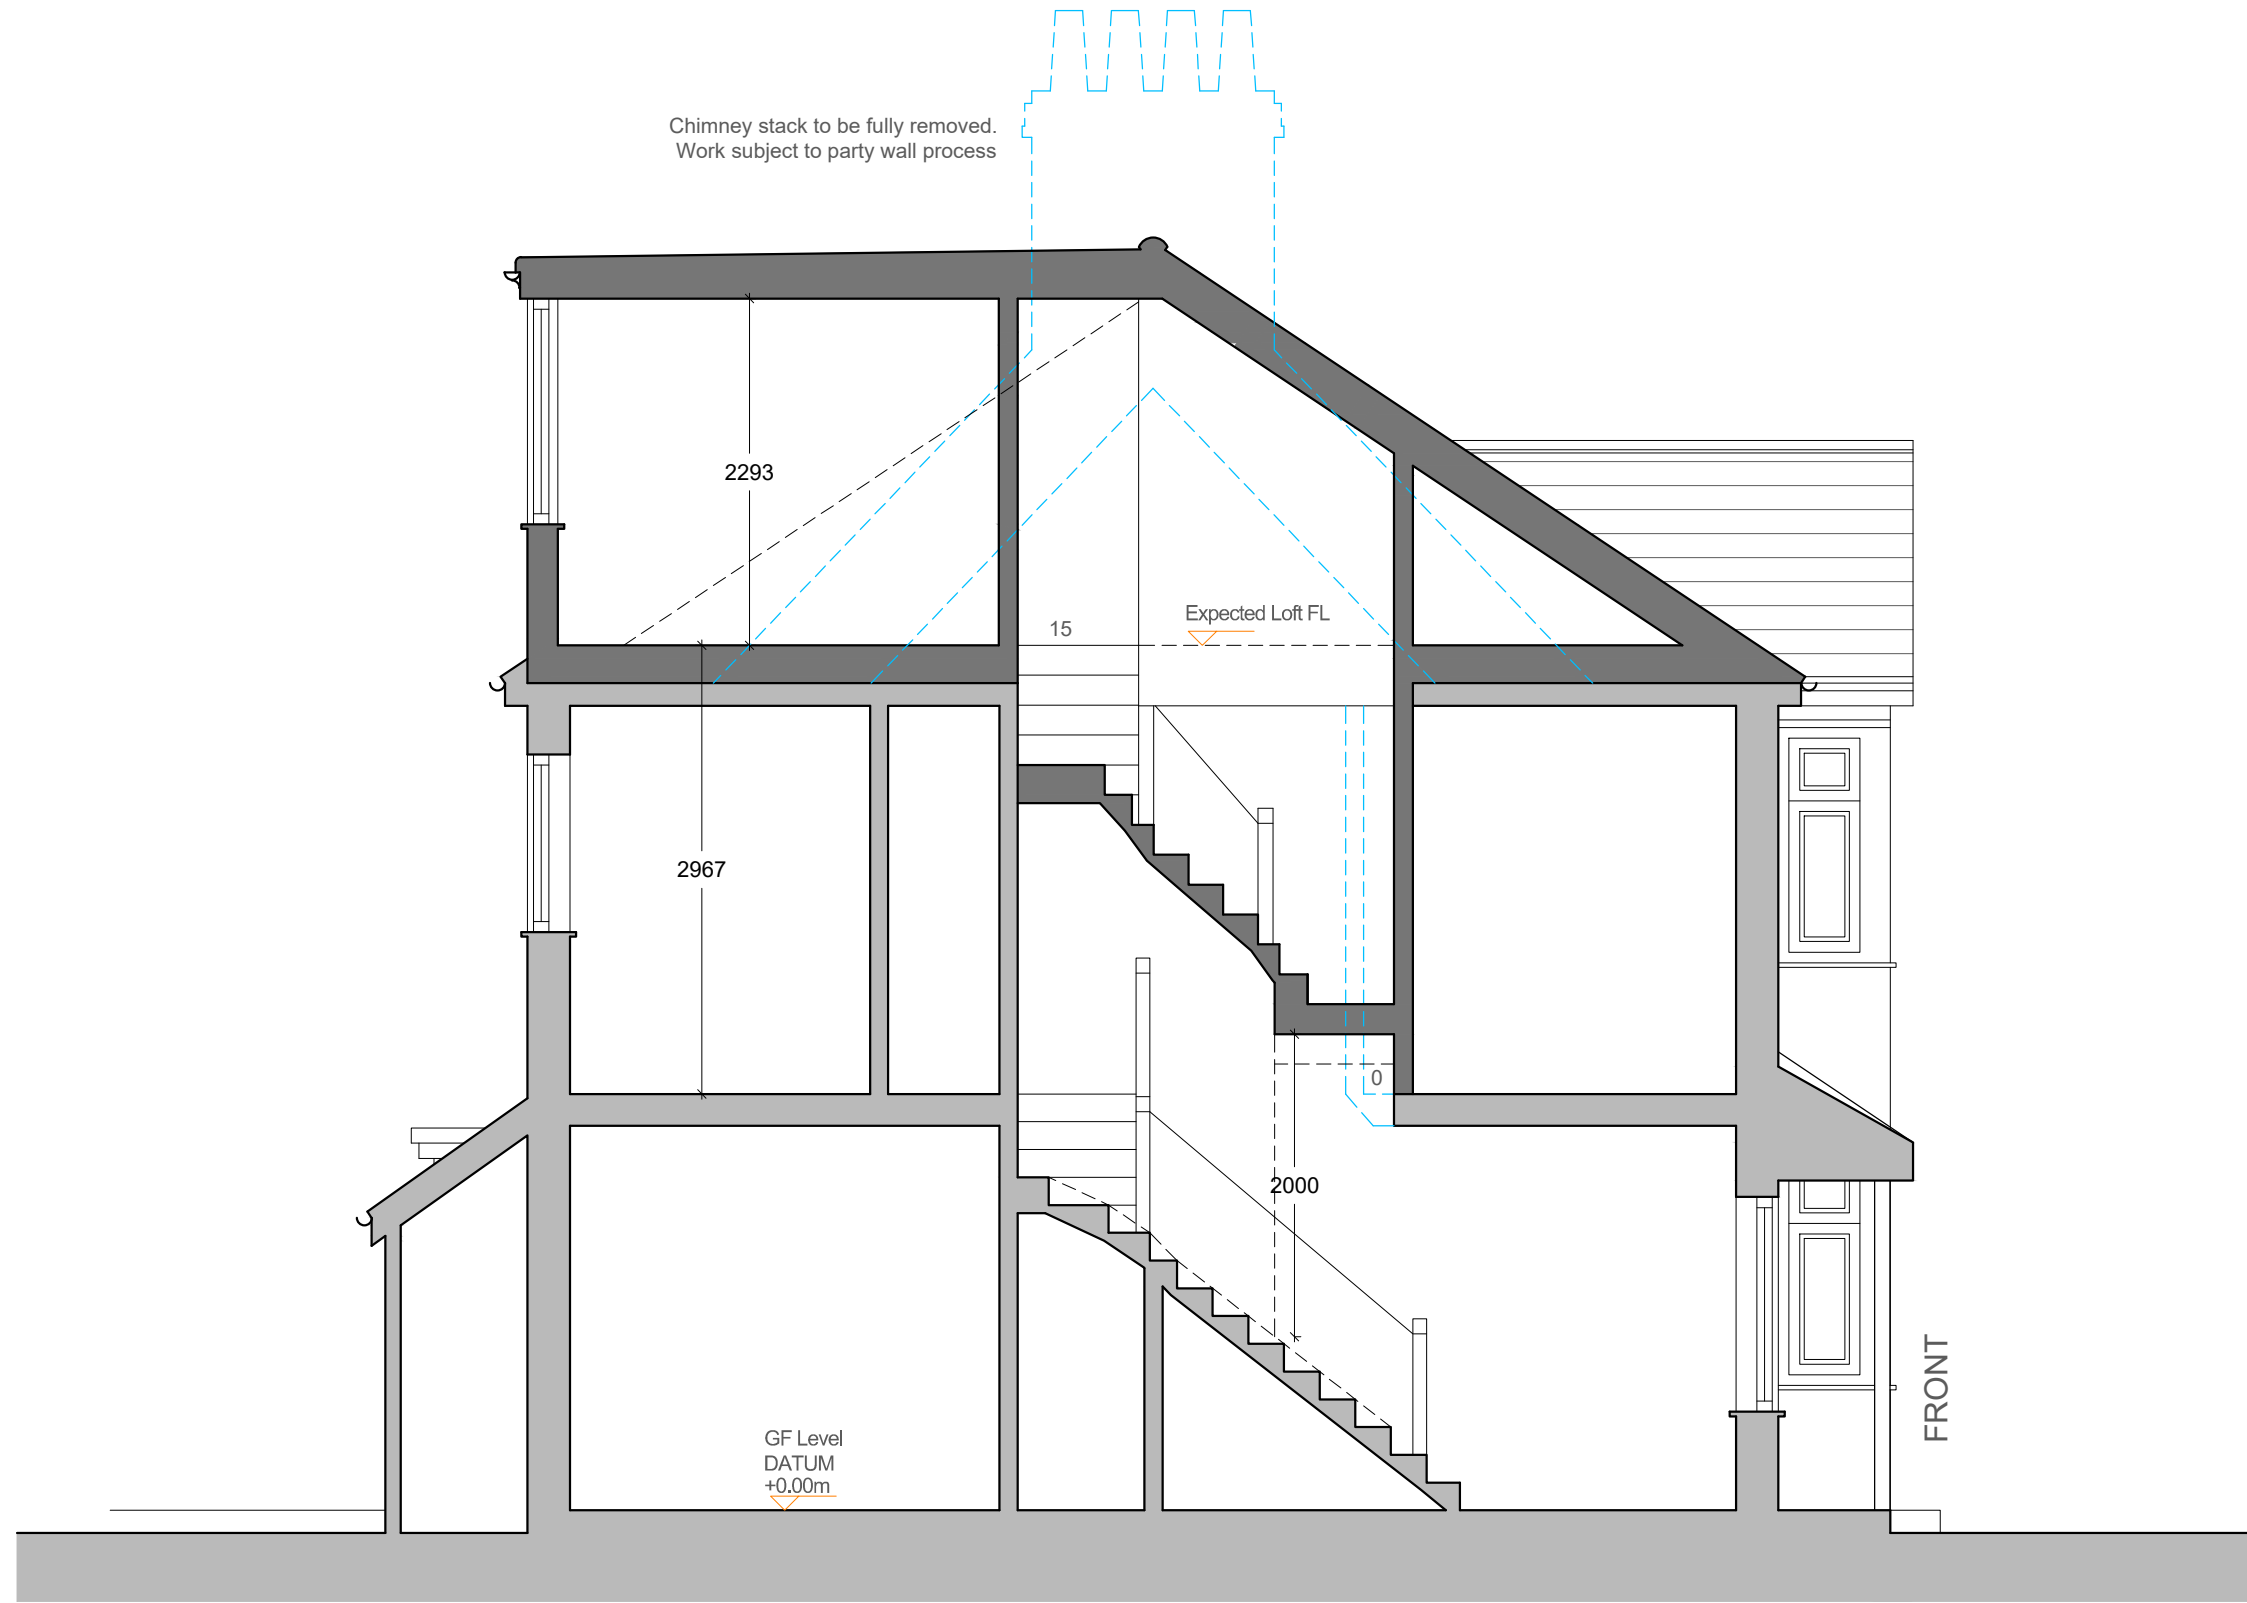 Chimney stack to be fully removed.
Work subject to party wall process
2293
Expected Loft FL
15
2967
0
2000
FRONT
GF Level
DATUM
+0.00m